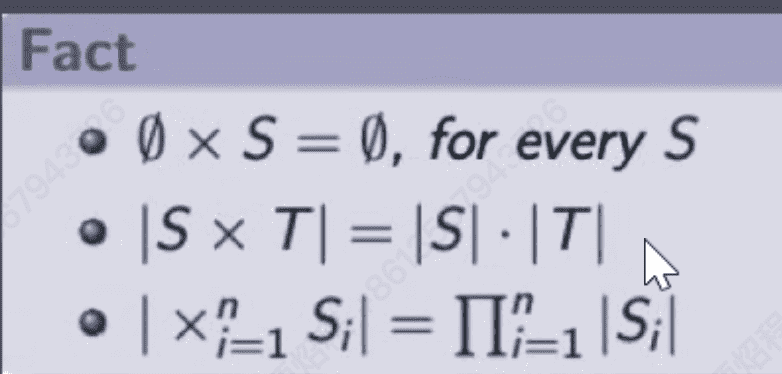 Fact
∅ × S = ∅, for every S
|S × T| = |S| · |T|
| ×ⁿᵢ₌₁ Sᵢ| = ∏ⁿᵢ₌₁ |Sᵢ|